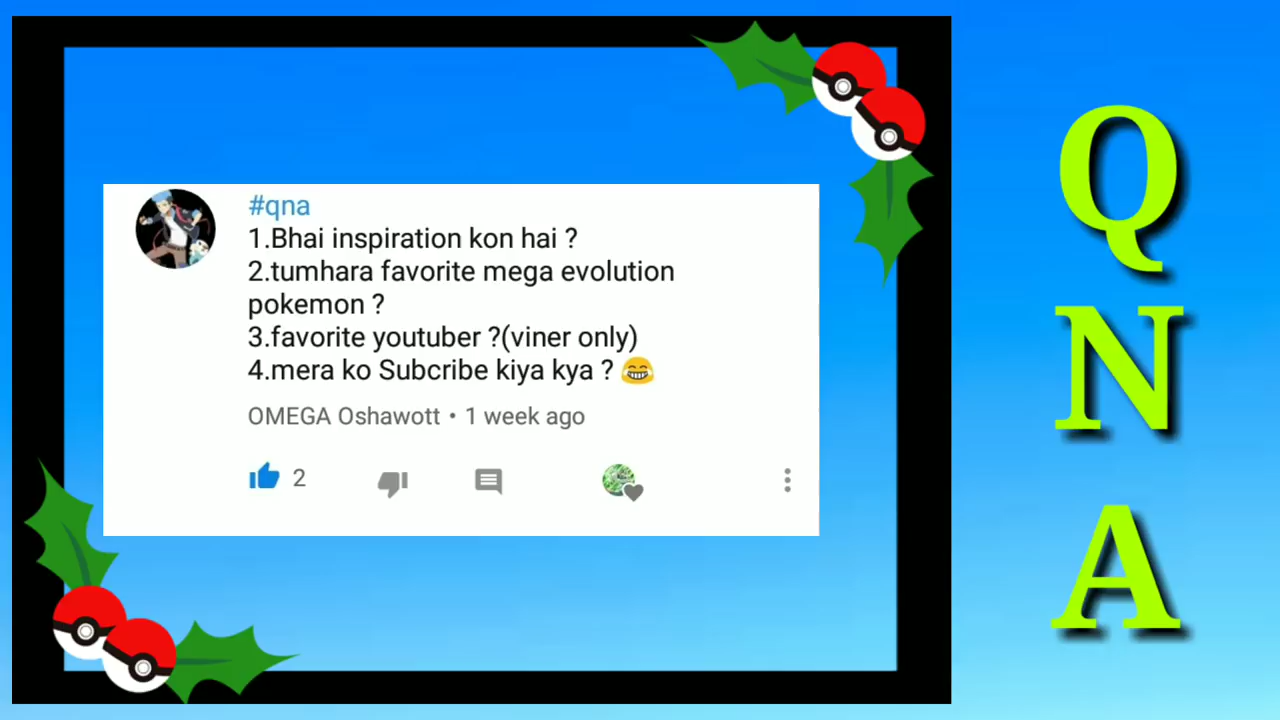 #qna
1.Bhai inspiration kon hai ?
2.tumhara favorite mega evolution
pokemon ?
3.favorite youtuber ?(viner only)
4.mera ko Subcribe kiya kya ? 😂
OMEGA Oshawott • 1 week ago
2
Q
N
A